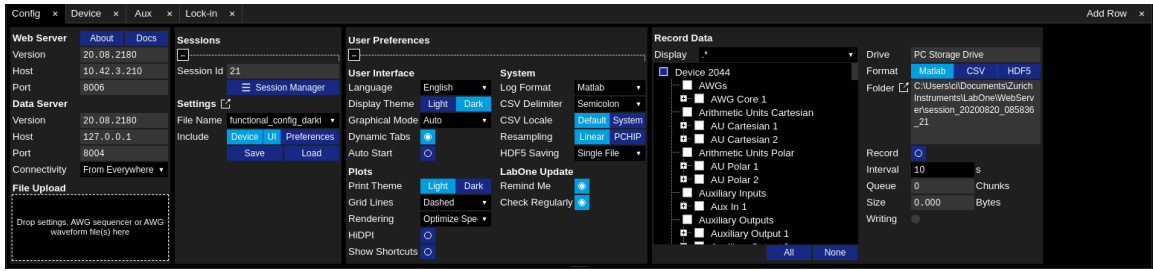 Config × Device × Aux × Lock-in × Add Row ×
Web Server About Docs
Version 20.08.2180
Host 10.42.3.210
Port 8006
Data Server
Version 20.08.2180
Host 127.0.0.1
Port 8004
Connectivity From Everywhere
File Upload
Drop settings, AWG sequencer or AWG
waveform file(s) here
Sessions
Session Id 21
Session Manager
Settings
File Name functional_config_darkt
Include Device UI Preferences
Save Load
User Preferences
User Interface
Language English
Display Theme Light Dark
Graphical Mode Auto
Dynamic Tabs
Auto Start
Plots
Print Theme Light Dark
Grid Lines Dashed
Rendering Optimize Spe
HiDPI
Show Shortcuts
System
Log Format Matlab
CSV Delimiter Semicolon
CSV Locale Default System
Resampling Linear PCHIP
HDF5 Saving Single File
LabOne Update
Remind Me
Check Regularly
Record Data
Display .*
Device 2044
AWGs
AWG Core 1
Arithmetic Units Cartesian
AU Cartesian 1
AU Cartesian 2
Arithmetic Units Polar
AU Polar 1
AU Polar 2
Auxiliary Inputs
Aux In 1
Auxiliary Outputs
Auxiliary Output 1
All None
Drive PC Storage Drive
Format Matlab CSV HDF5
Folder C:\Users\ci\Documents\Zurich
Instruments\LabOne\WebServ
er\session_20200820_085836
_21
Record
Interval 10 s
Queue 0 Chunks
Size 0.000 Bytes
Writing